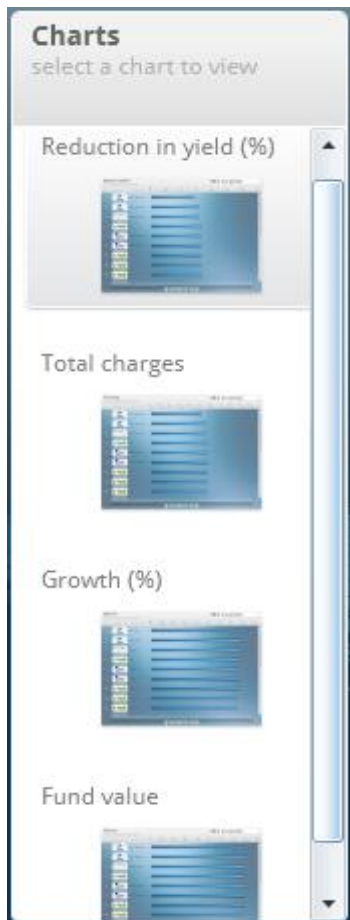 Charts
select a chart to view
Reduction in yield (%)
Total charges
Growth (%)
Fund value